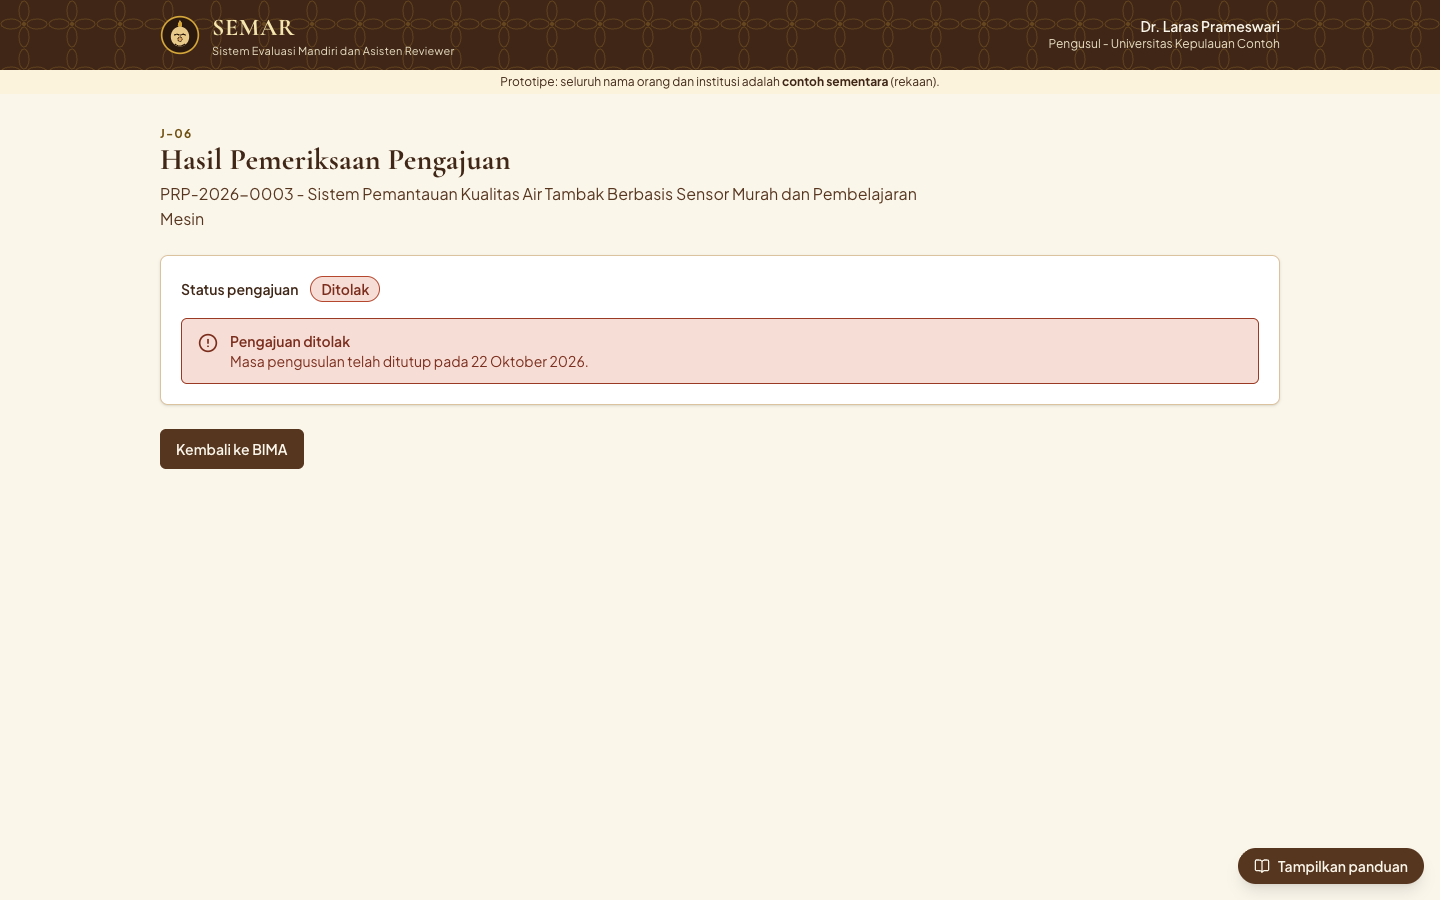 SEMAR
Sistem Evaluasi Mandiri dan Asisten Reviewer
Dr. Laras Prameswari
Pengusul - Universitas Kepulauan Contoh
Prototipe: seluruh nama orang dan institusi adalah contoh sementara (rekaan).
J-06
Hasil Pemeriksaan Pengajuan
PRP-2026-0003 - Sistem Pemantauan Kualitas Air Tambak Berbasis Sensor Murah dan Pembelajaran
Mesin
Status pengajuan Ditolak
Pengajuan ditolak
Masa pengusulan telah ditutup pada 22 Oktober 2026.
Kembali ke BIMA
Tampilkan panduan